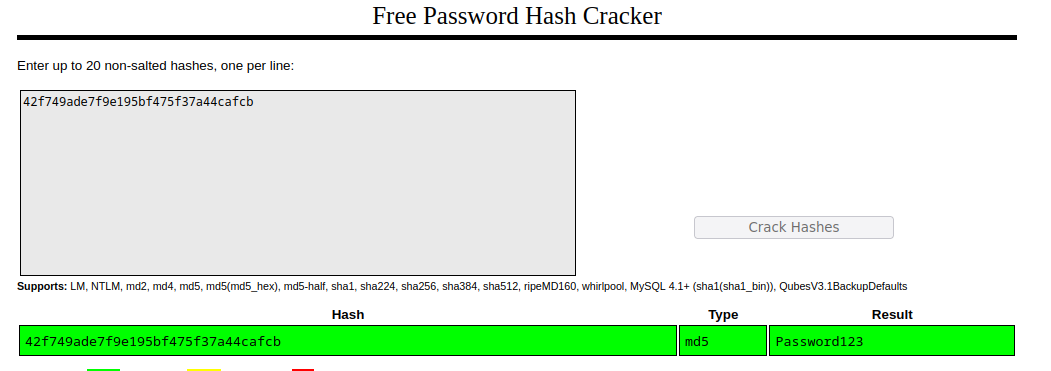 Free Password Hash Cracker
Enter up to 20 non-salted hashes, one per line:
42f749ade7f9e195bf475f37a44cafcb
Crack Hashes
Supports: LM, NTLM, md2, md4, md5, md5(md5_hex), md5-half, sha1, sha224, sha256, sha384, sha512, ripeMD160, whirlpool, MySQL 4.1+ (sha1(sha1_bin)), QubesV3.1BackupDefaults
Hash Type Result
42f749ade7f9e195bf475f37a44cafcb md5 Password123